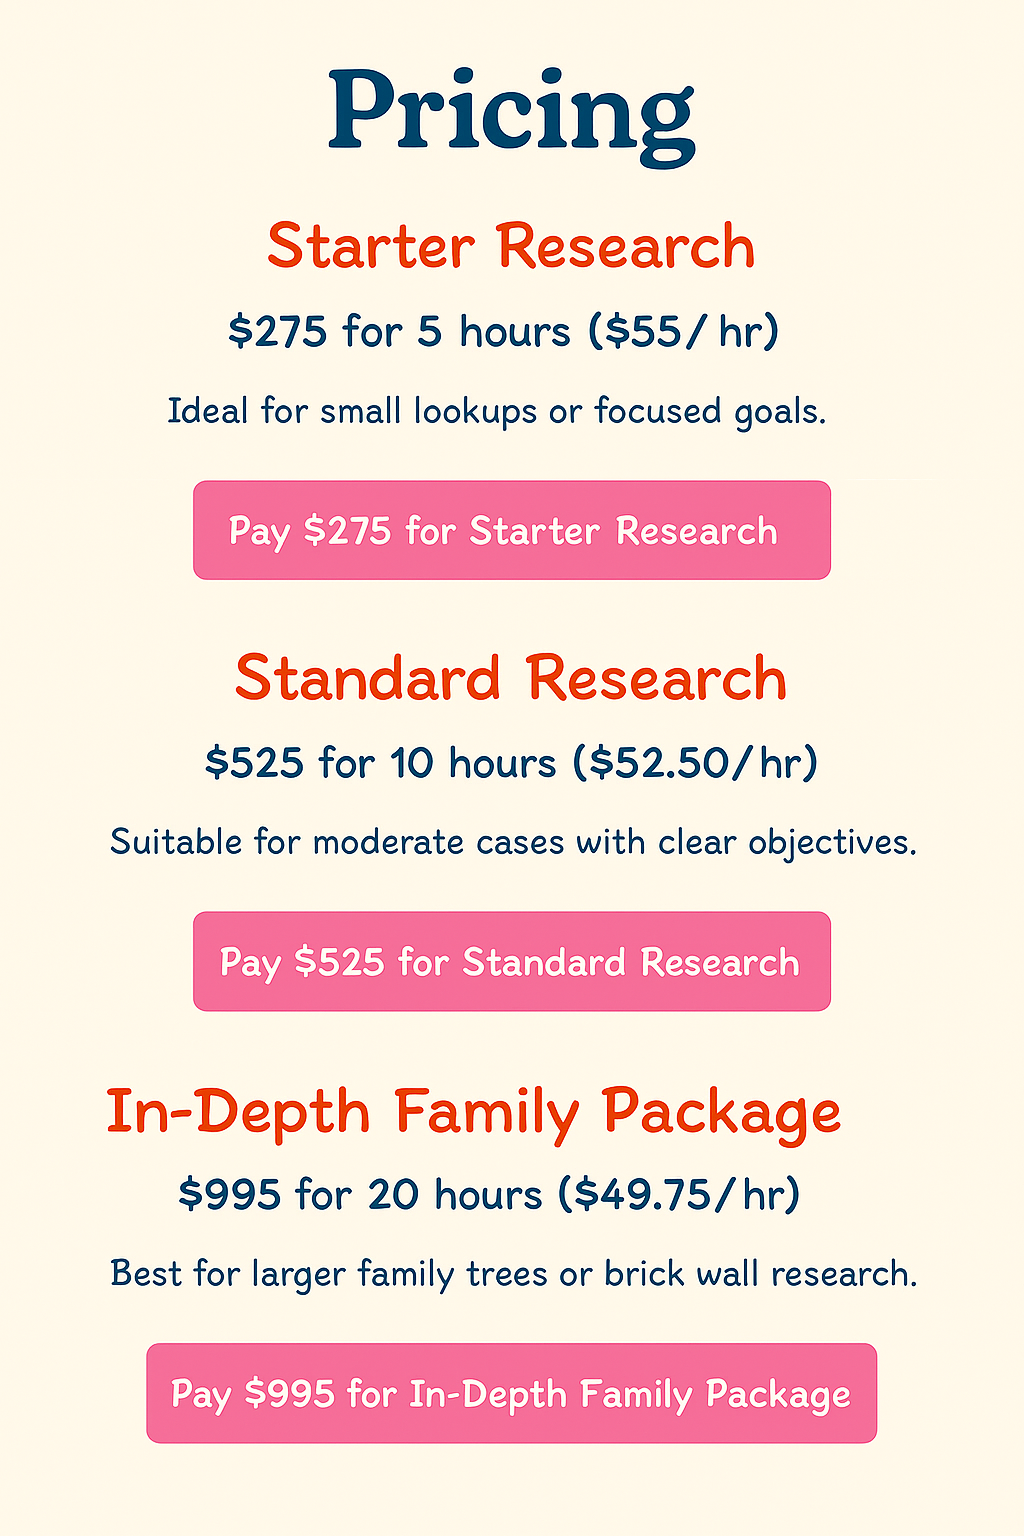 Pricing
Starter Research
$275 for 5 hours ($55/hr)
Ideal for small lookups or focused goals.
Pay $275 for Starter Research
Standard Research
$525 for 10 hours ($52.50/hr)
Suitable for moderate cases with clear objectives.
Pay $525 for Standard Research
In-Depth Family Package
$995 for 20 hours ($49.75/hr)
Best for larger family trees or brick wall research.
Pay $995 for In-Depth Family Package